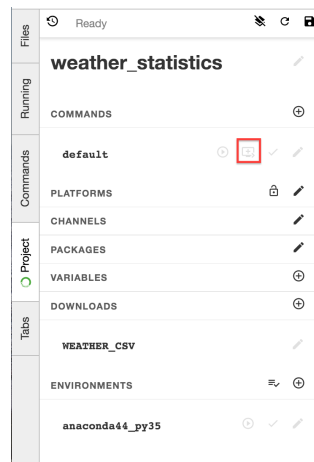 Files
Running
Commands
Project
Tabs
Ready
weather_statistics
COMMANDS
default
PLATFORMS
CHANNELS
PACKAGES
VARIABLES
DOWNLOADS
WEATHER_CSV
ENVIRONMENTS
anaconda44_py35